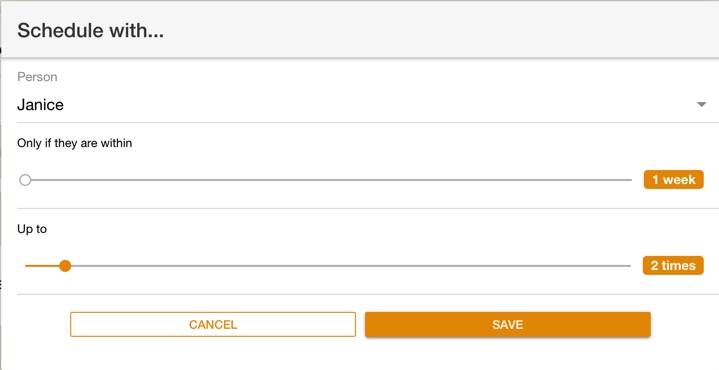 Schedule with...
Person
Janice
Only if they are within
1 week
Up to
2 times
CANCEL
SAVE